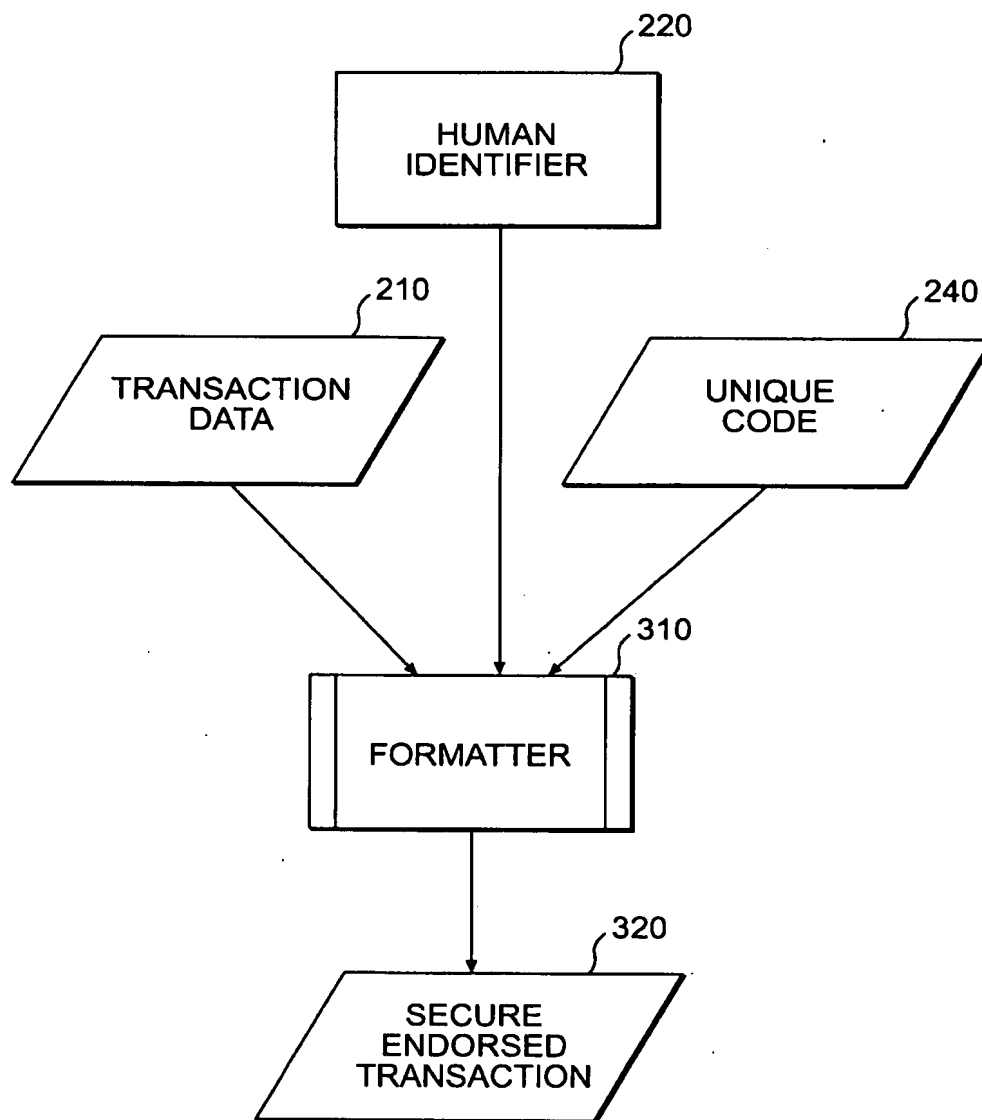 220
HUMAN
IDENTIFIER
210
240
TRANSACTION
DATA
UNIQUE
CODE
310
FORMATTER
320
SECURE
ENDORSED
TRANSACTION